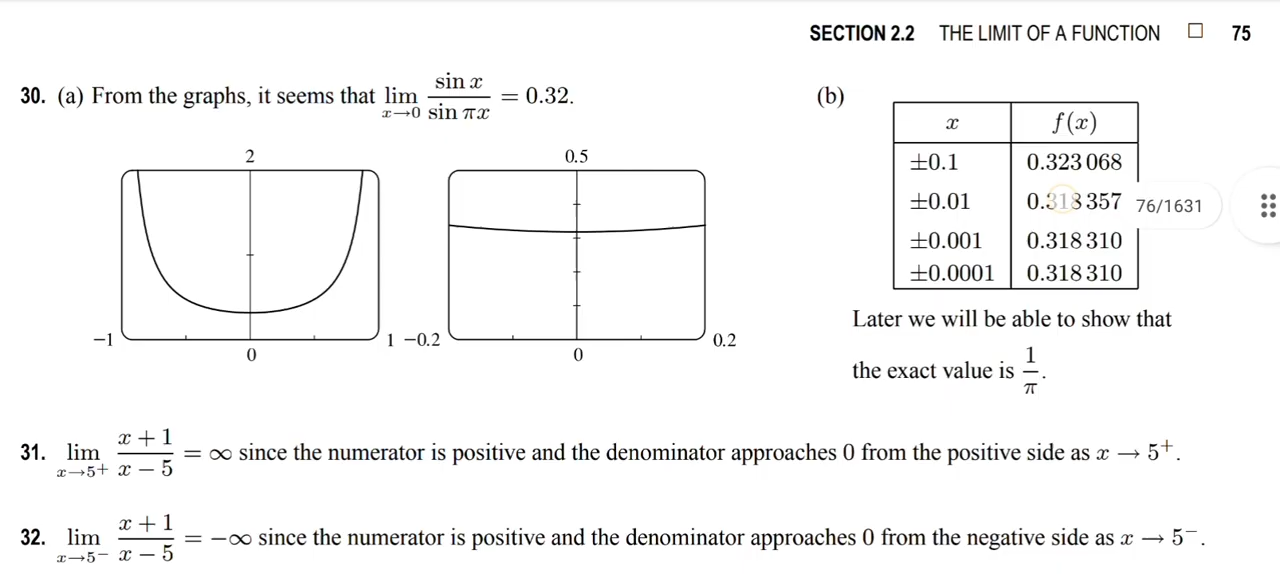 SECTION 2.2 THE LIMIT OF A FUNCTION □ 75
30. (a) From the graphs, it seems that lim x→0 sin x / sin πx = 0.32.
2
−1
0
1
0.5
−0.2
0
0.2
(b)
x f(x)
±0.1 0.323 068
±0.01 0.318 357
±0.001 0.318 310
±0.0001 0.318 310
76/1631
Later we will be able to show that
the exact value is 1/π.
31. lim x→5+ x + 1 / x − 5 = ∞ since the numerator is positive and the denominator approaches 0 from the positive side as x → 5⁺.
32. lim x→5− x + 1 / x − 5 = −∞ since the numerator is positive and the denominator approaches 0 from the negative side as x → 5⁻.